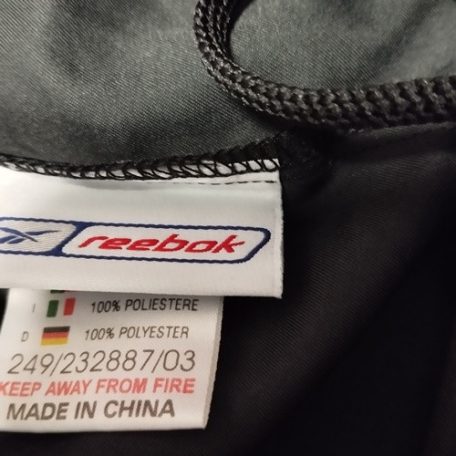 reebok
I 100% POLIESTERE
D 100% POLYESTER
249/232887/03
KEEP AWAY FROM FIRE
MADE IN CHINA